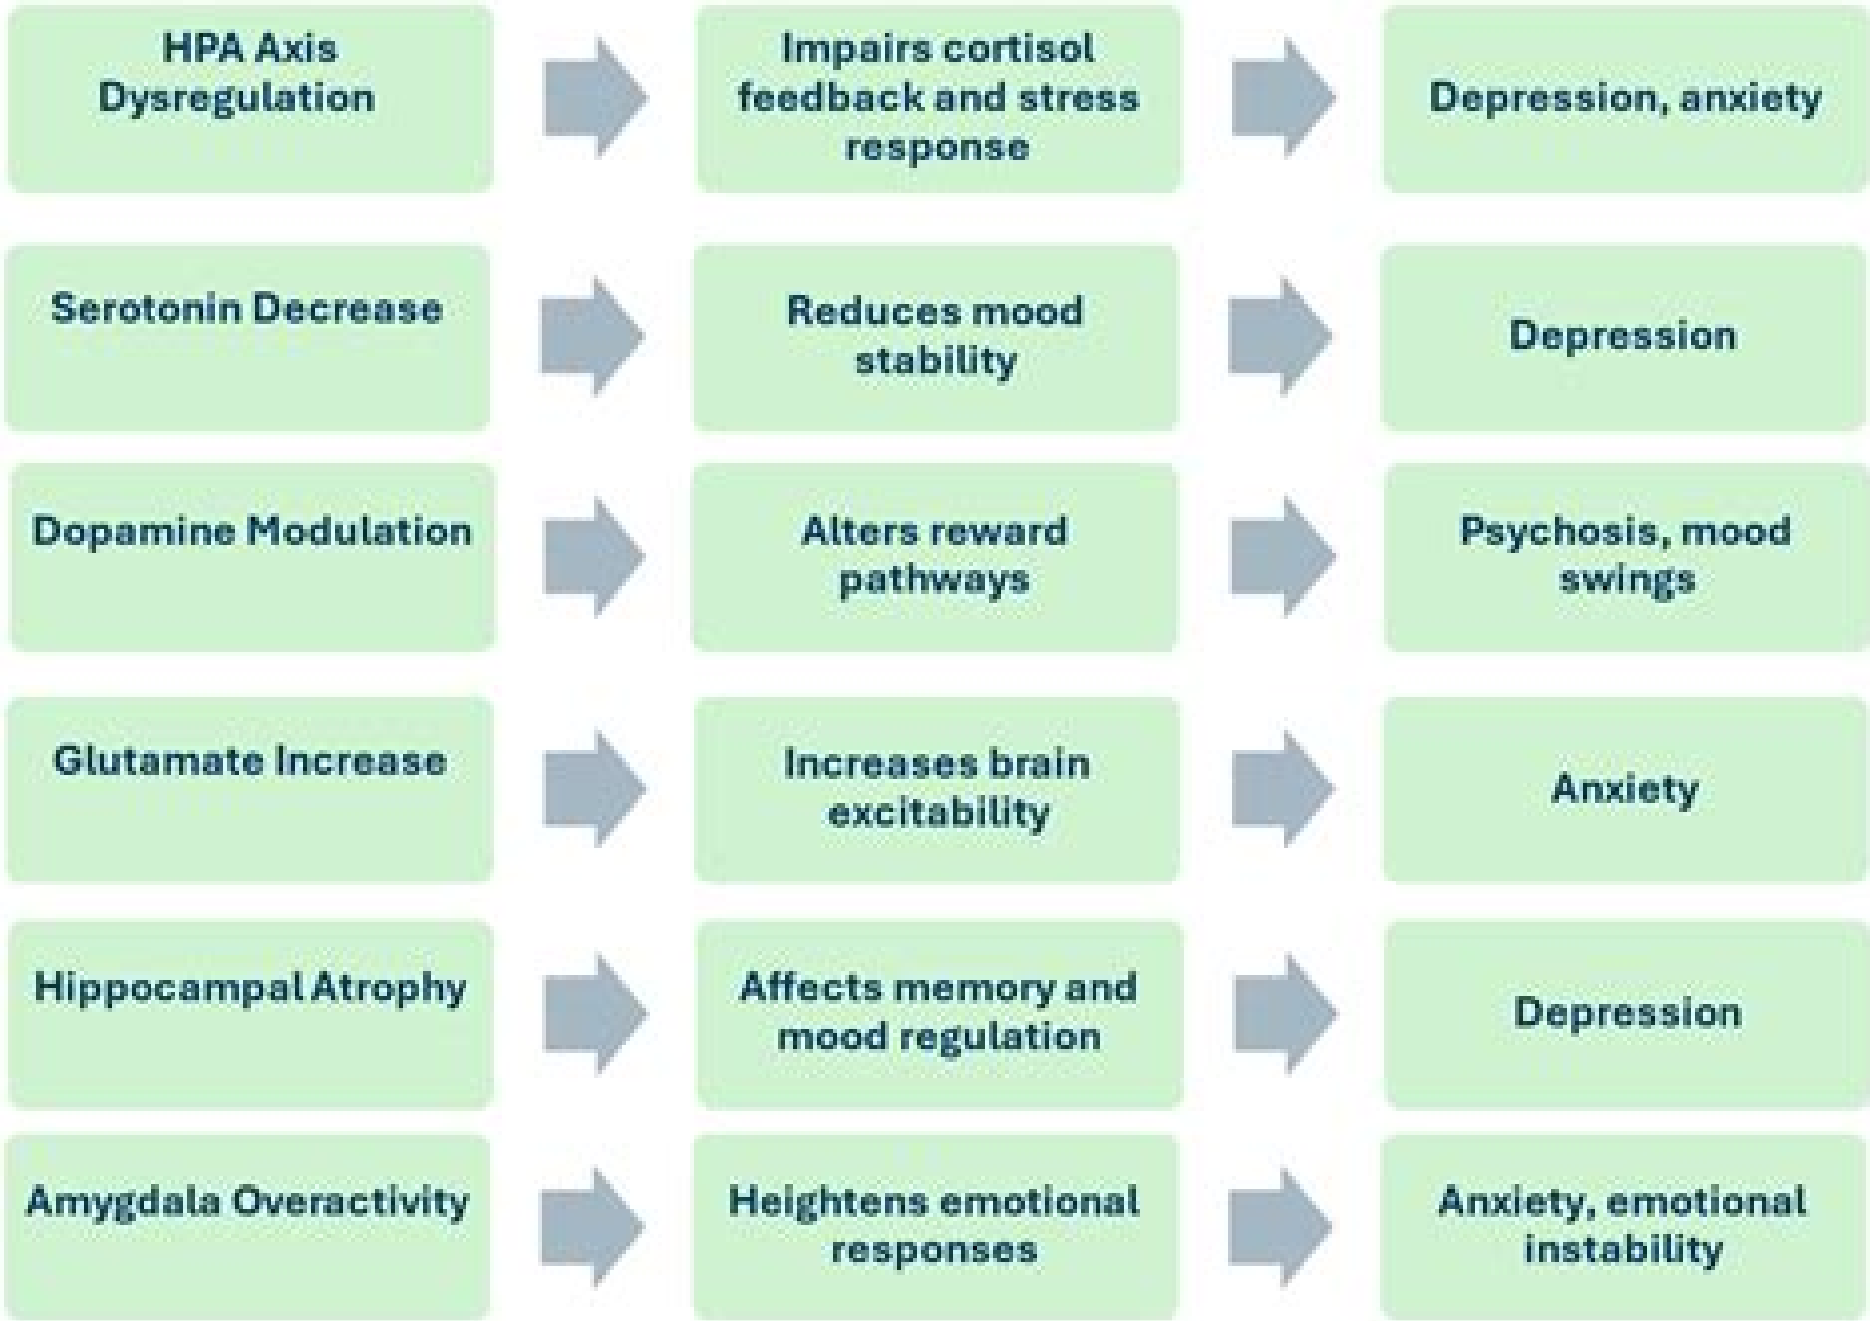 HPA Axis
Dysregulation
Impairs cortisol
feedback and stress
response
Depression, anxiety
Serotonin Decrease
Reduces mood
stability
Depression
Dopamine Modulation
Alters reward
pathways
Psychosis, mood
swings
Glutamate Increase
Increases brain
excitability
Anxiety
Hippocampal Atrophy
Affects memory and
mood regulation
Depression
Amygdala Overactivity
Heightens emotional
responses
Anxiety, emotional
instability